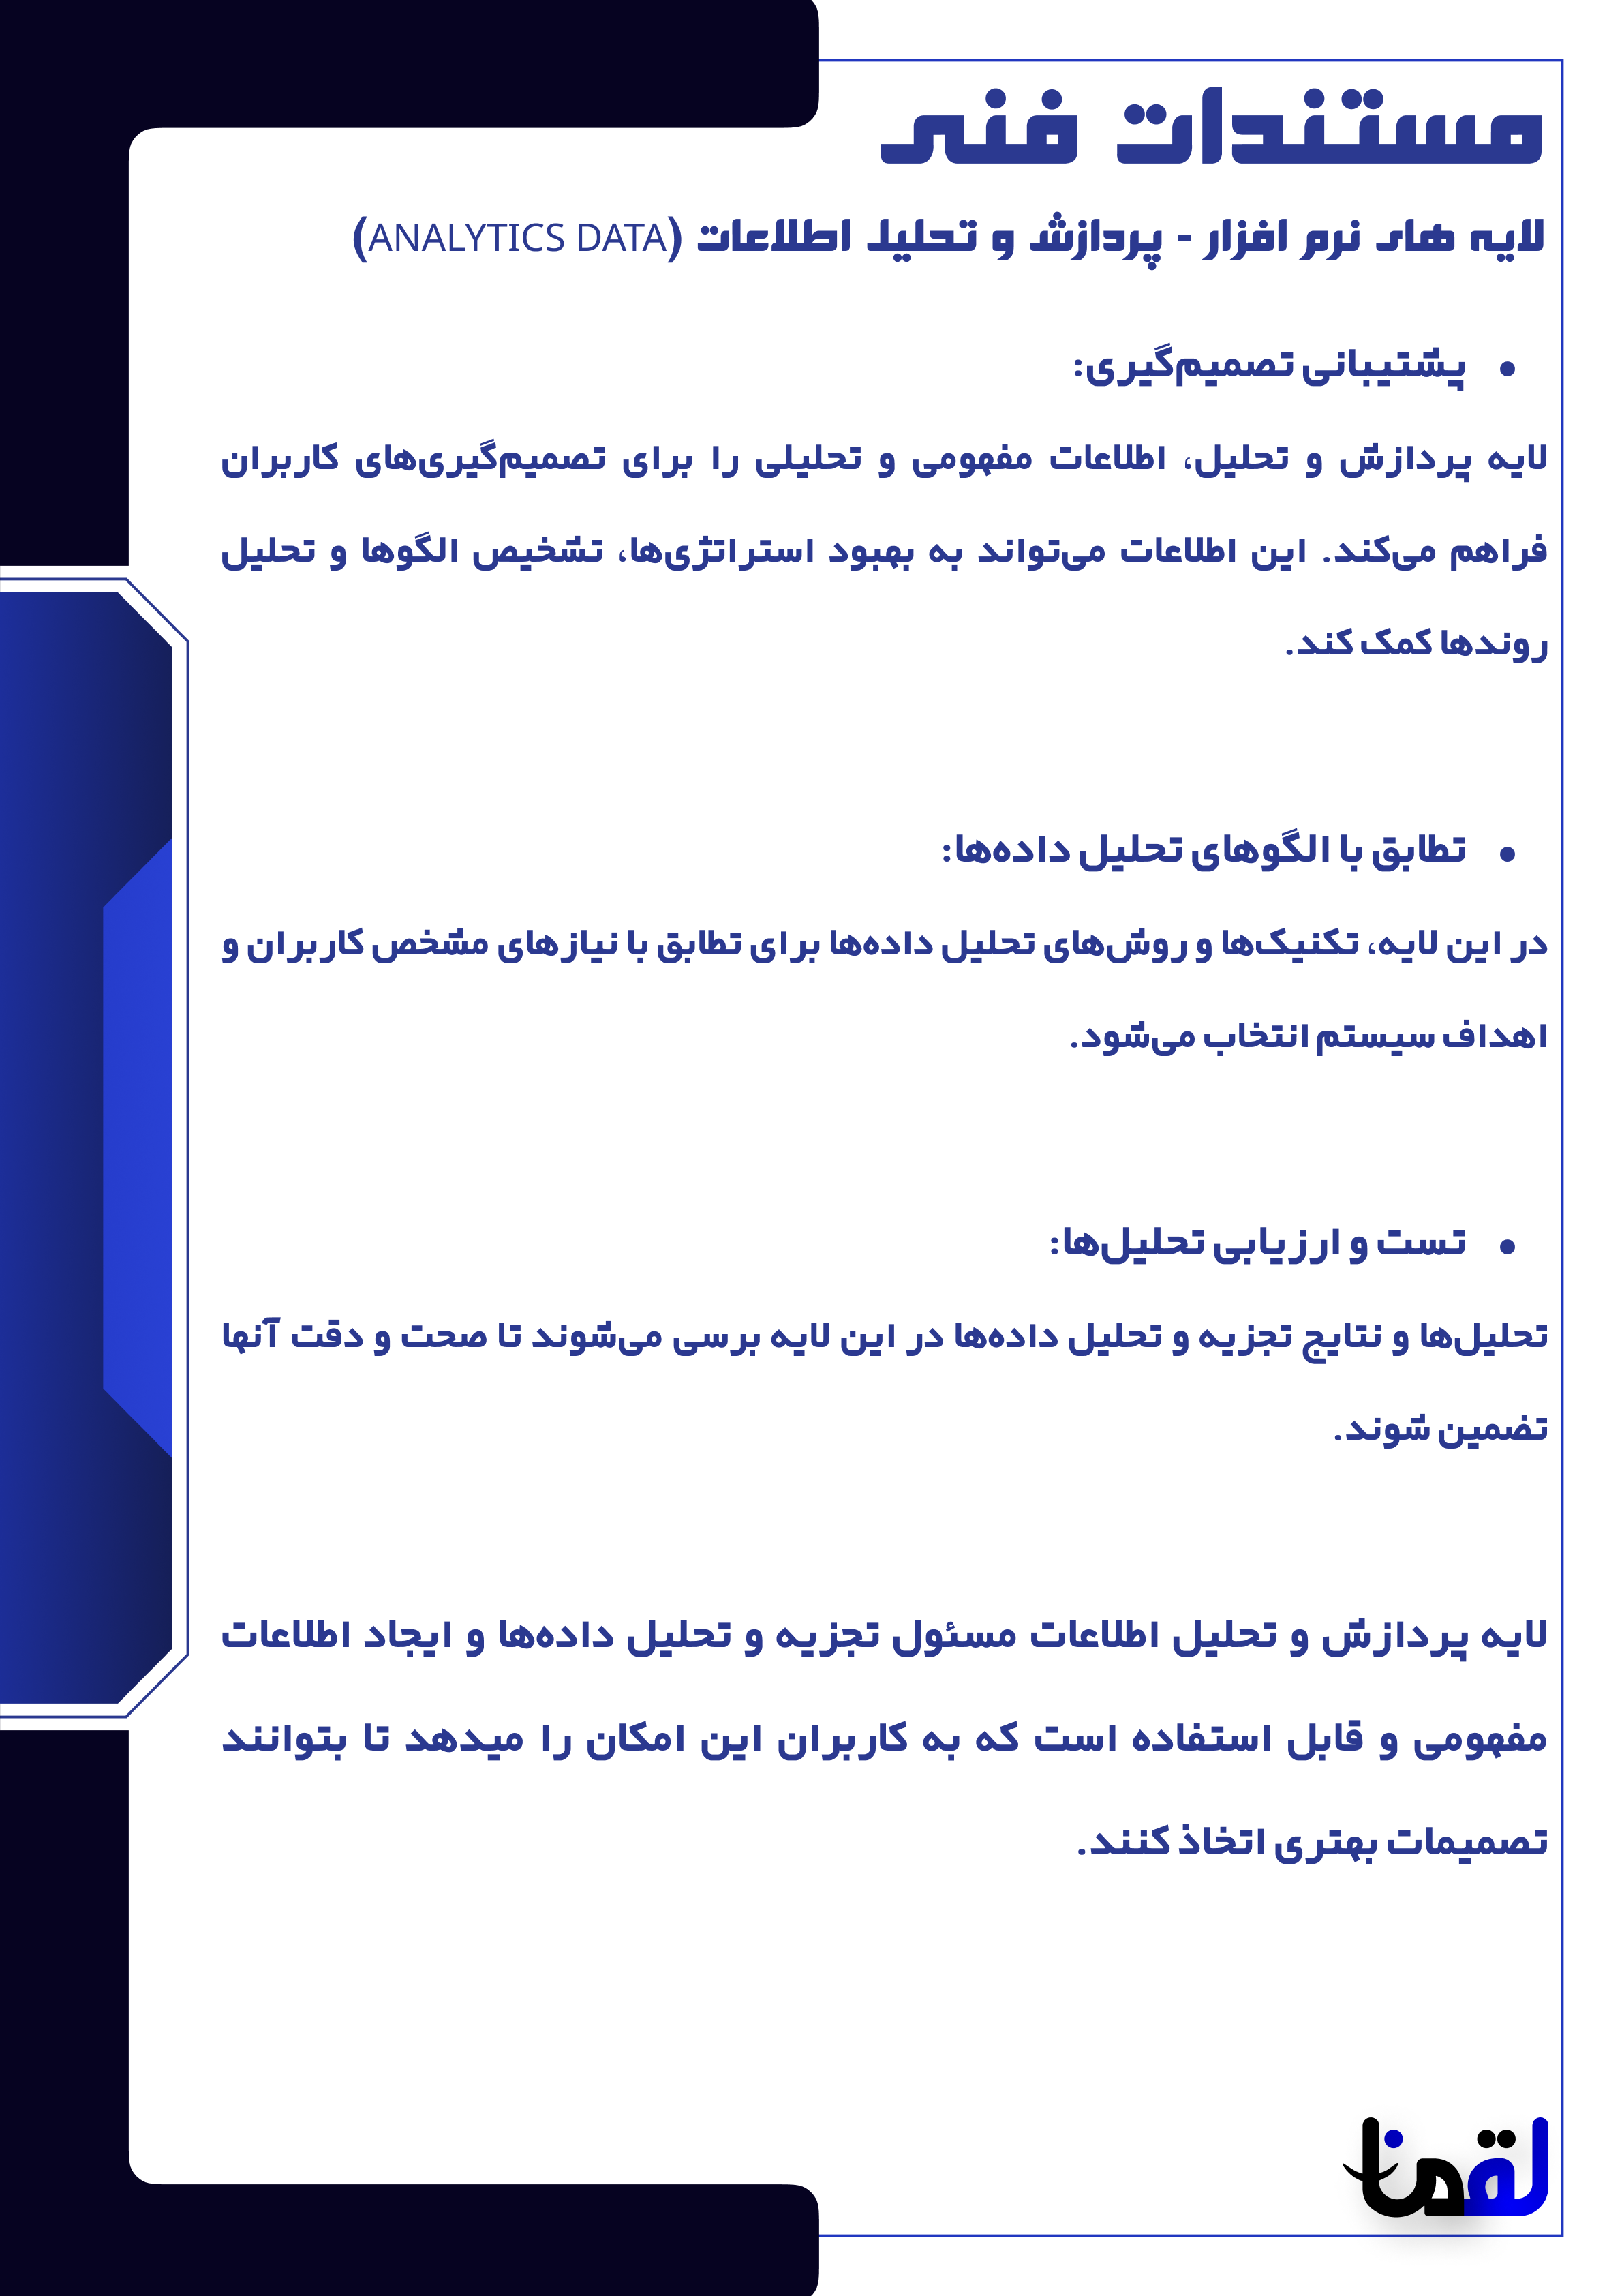 مستندات فنی
لایه های نرم افزار - پردازش و تحلیل اطلاعات (ANALYTICS DATA)
• پشتیبانی تصمیم‌گیری:
لایه پردازش و تحلیل، اطلاعات مفهومی و تحلیلی را برای تصمیم‌گیری‌های کاربران
فراهم می‌کند. این اطلاعات می‌تواند به بهبود استراتژی‌ها، تشخیص الگوها و تحلیل
روندها کمک کند.
• تطابق با الگوهای تحلیل داده‌ها:
در این لایه، تکنیک‌ها و روش‌های تحلیل داده‌ها برای تطابق با نیازهای مشخص کاربران و
اهداف سیستم انتخاب می‌شود.
• تست و ارزیابی تحلیل‌ها:
تحلیل‌ها و نتایج تجزیه و تحلیل داده‌ها در این لایه برسی می‌شوند تا صحت و دقت آنها
تضمین شوند.
لایه پردازش و تحلیل اطلاعات مسئول تجزیه و تحلیل داده‌ها و ایجاد اطلاعات
مفهومی و قابل استفاده است که به کاربران این امکان را میدهد تا بتوانند
تصمیمات بهتری اتخاذ کنند.